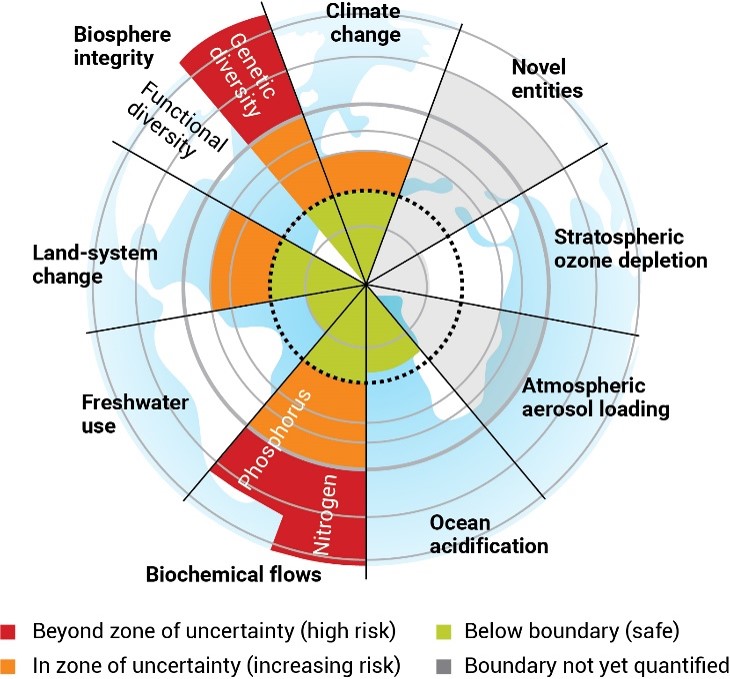 Climate
change
Biosphere
integrity
Genetic
diversity
Functional
diversity
Novel
entities
Land-system
change
Stratospheric
ozone depletion
Freshwater
use
Atmospheric
aerosol loading
Phosphorus
Nitrogen
Ocean
acidification
Biochemical flows
Beyond zone of uncertainty (high risk)
Below boundary (safe)
In zone of uncertainty (increasing risk)
Boundary not yet quantified